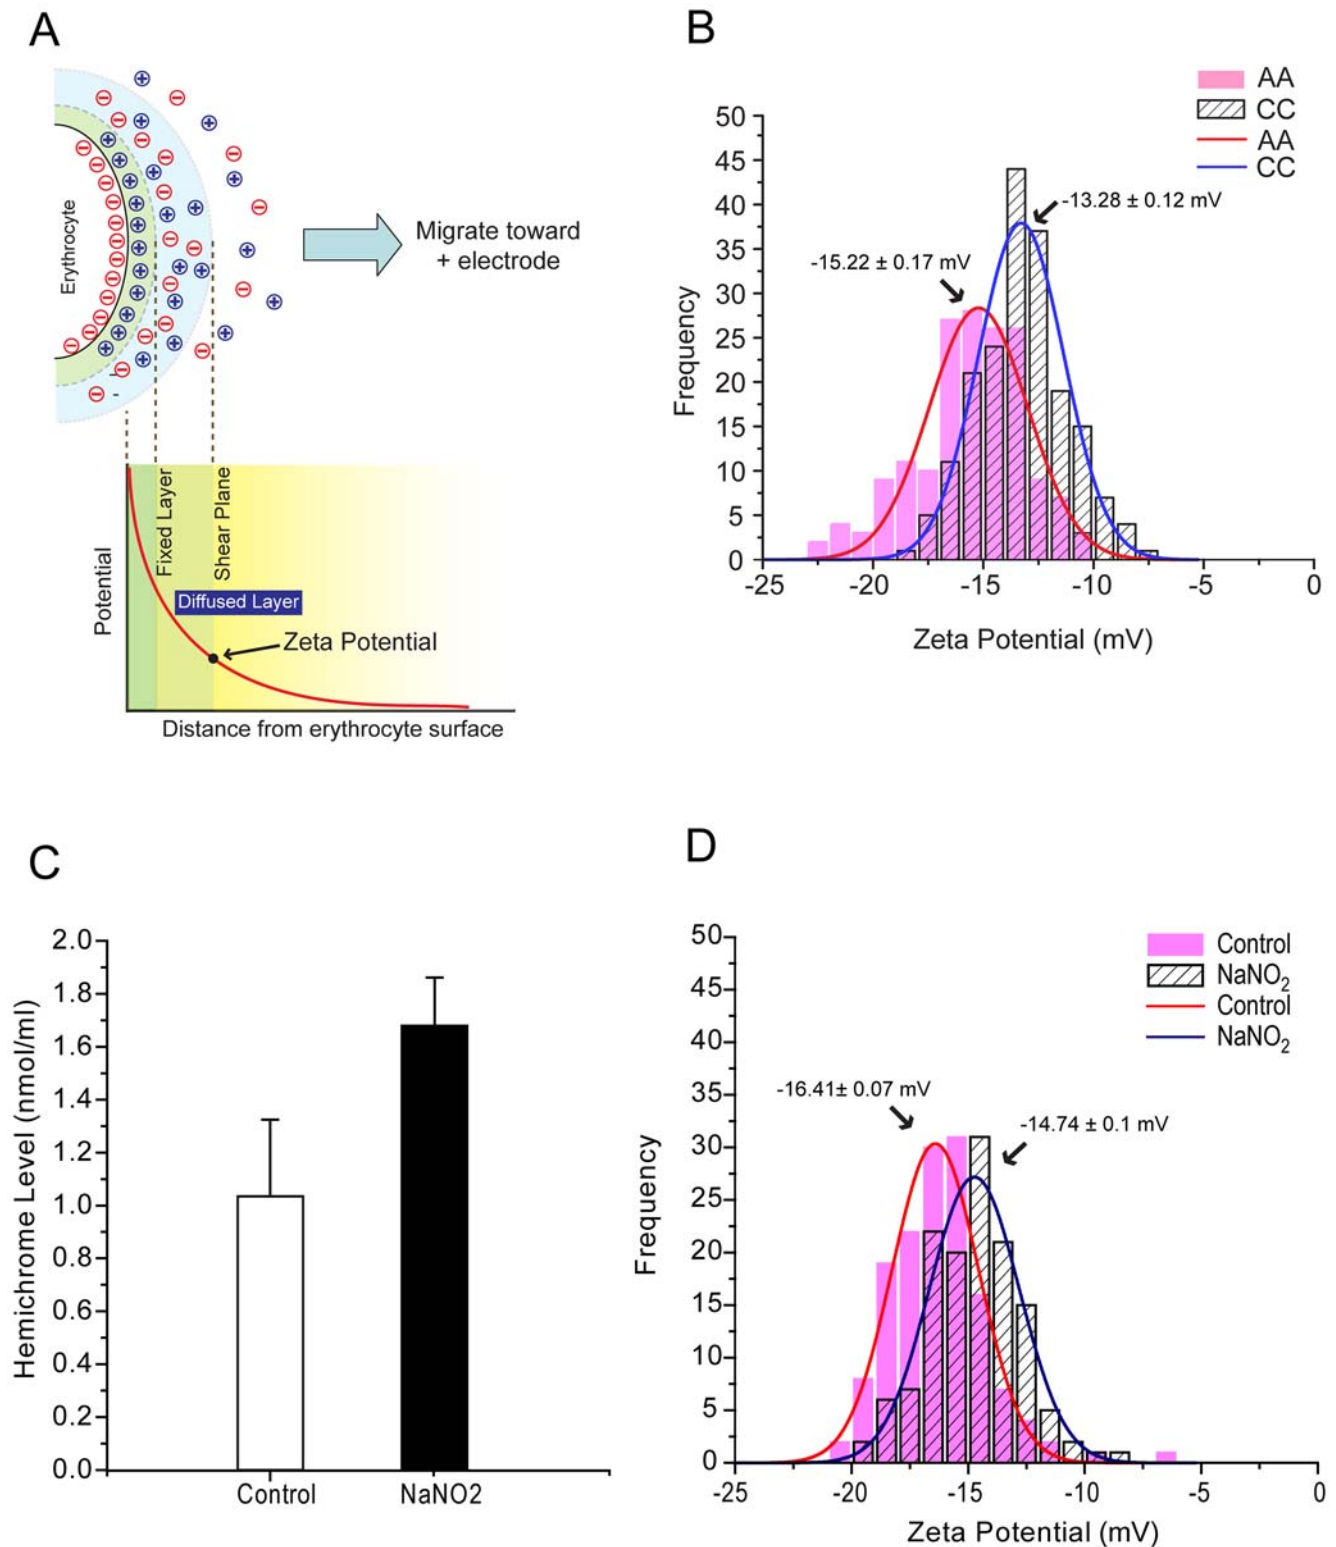 A
Erythrocyte
Migrate toward
+ electrode
Potential
Fixed Layer
Shear Plane
Diffused Layer
Zeta Potential
Distance from erythrocyte surface
B
AA
CC
AA
CC
-13.28 ± 0.12 mV
-15.22 ± 0.17 mV
Frequency
50
45
40
35
30
25
20
15
10
5
0
-25
-20
-15
-10
-5
0
Zeta Potential (mV)
C
Hemichrome Level (nmol/ml)
2.0
1.8
1.6
1.4
1.2
1.0
0.8
0.6
0.4
0.2
0.0
Control
NaNO2
D
Control
NaNO₂
Control
NaNO₂
-16.41± 0.07 mV
-14.74 ± 0.1 mV
Frequency
50
45
40
35
30
25
20
15
10
5
0
-25
-20
-15
-10
-5
0
Zeta Potential (mV)